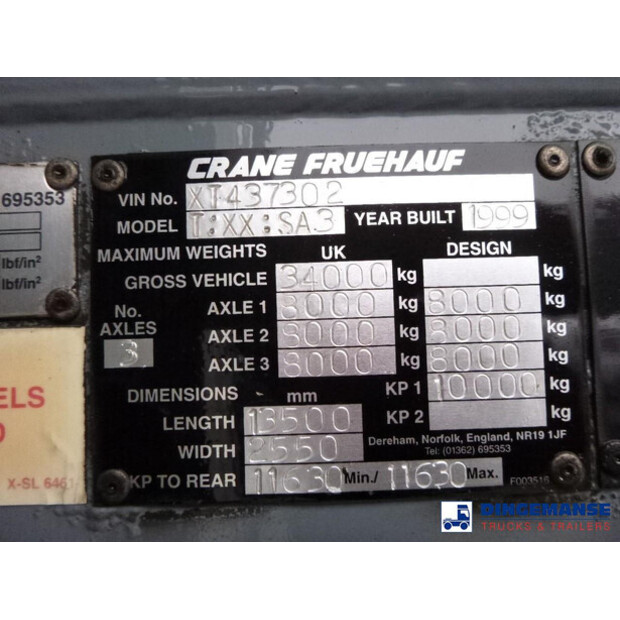 CRANE FRUEHAUF
VIN No. XT437302
MODEL T:XX:SA3 YEAR BUILT 1999
MAXIMUM WEIGHTS UK DESIGN
GROSS VEHICLE 34000 kg kg
No. AXLES 3
AXLE 1 8000 kg 8000 kg
AXLE 2 8000 kg 8000 kg
AXLE 3 8000 kg 8000 kg
DIMENSIONS mm KP 1 10000 kg
LENGTH 13500 KP 2 kg
WIDTH 2550
Dereham, Norfolk, England, NR19 1JF
Tel: (01362) 695353
KP TO REAR 11630 Min./ 11630 Max.
F003516
695353
lbf/in²
lbf/in²
ELS
X-SL 6461
DINGEMANSE
TRUCKS & TRAILERS